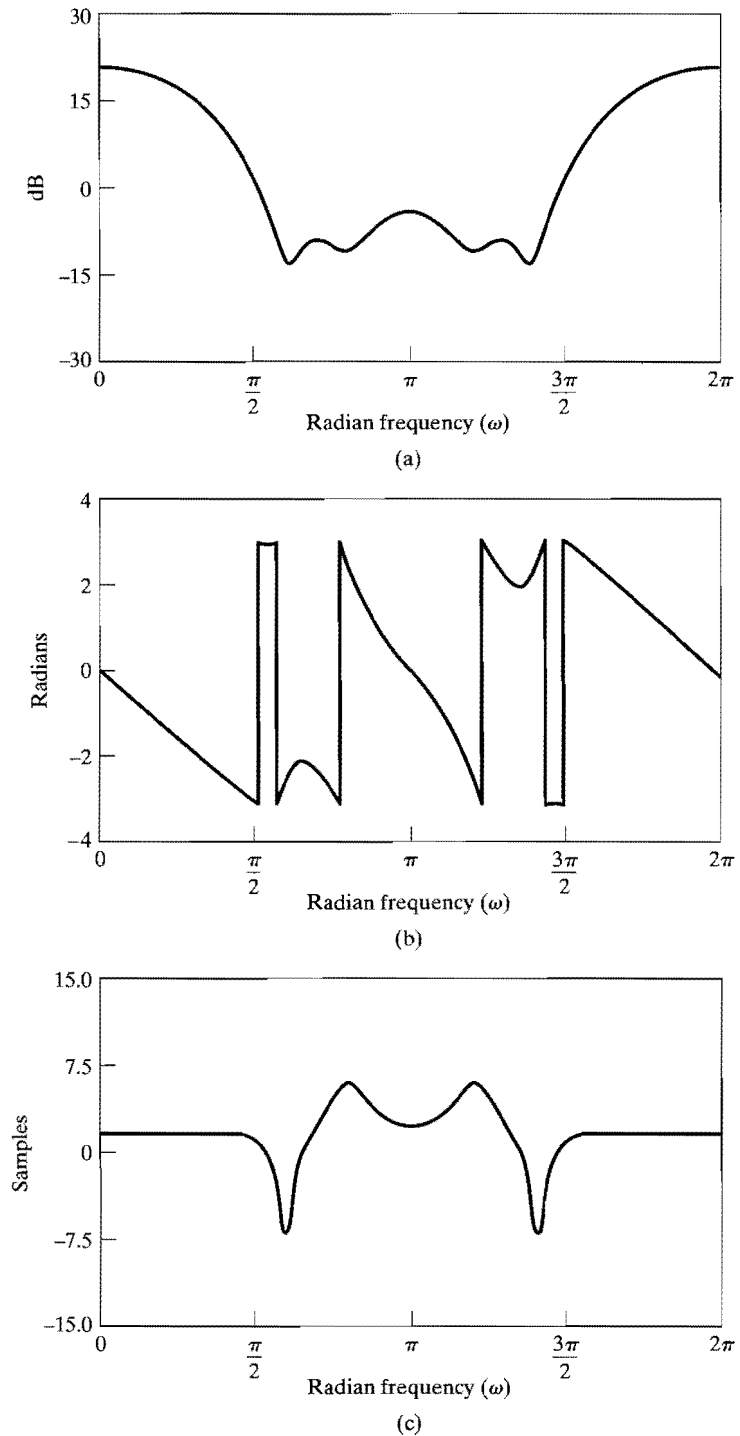 30
15
0
−15
−30
dB
0
π/2
π
3π/2
2π
Radian frequency (ω)
(a)
4
2
0
−2
−4
Radians
0
π/2
π
3π/2
2π
Radian frequency (ω)
(b)
15.0
7.5
0
−7.5
−15.0
Samples
0
π/2
π
3π/2
2π
Radian frequency (ω)
(c)